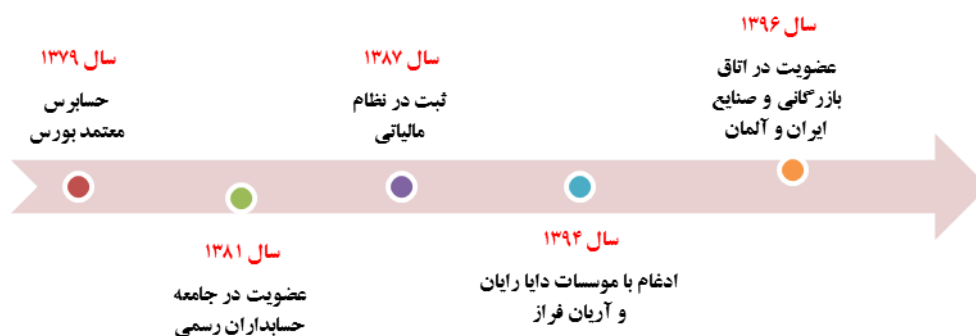 سال ۱۳۷۹
حسابرس
معتمد بورس
سال ۱۳۸۱
عضویت در جامعه
حسابداران رسمی
سال ۱۳۸۷
ثبت در نظام
مالیاتی
سال ۱۳۹۴
ادغام با موسسات دایا رایان
و آریان فراز
سال ۱۳۹۶
عضویت در اتاق
بازرگانی و صنایع
ایران و آلمان